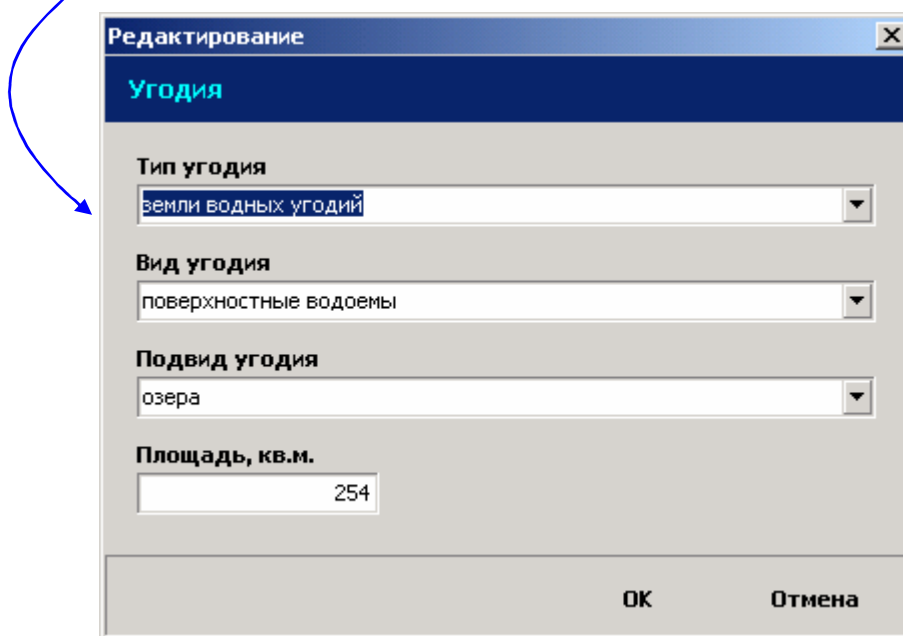 Редактирование
Угодия
Тип угодия
земли водных угодий
Вид угодия
поверхностные водоемы
Подвид угодия
озера
Площадь, кв.м.
254
OK Отмена